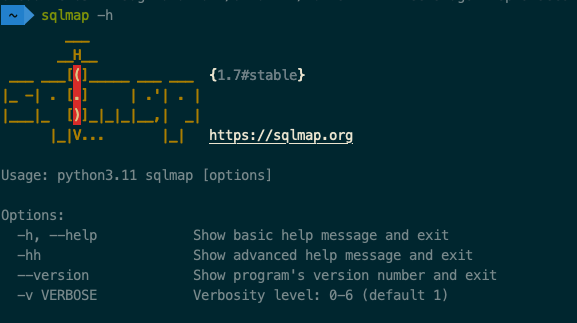 ~ sqlmap -h
        ___
       __H__
 ___ ___[(]_____ ___ ___  {1.7#stable}
|_ -| . [.]     | .'| . |
|___|_  [)]_|_|_|__,|  _|
      |_|V...       |_|   https://sqlmap.org
Usage: python3.11 sqlmap [options]
Options:
  -h, --help            Show basic help message and exit
  -hh                   Show advanced help message and exit
  --version             Show program's version number and exit
  -v VERBOSE            Verbosity level: 0-6 (default 1)